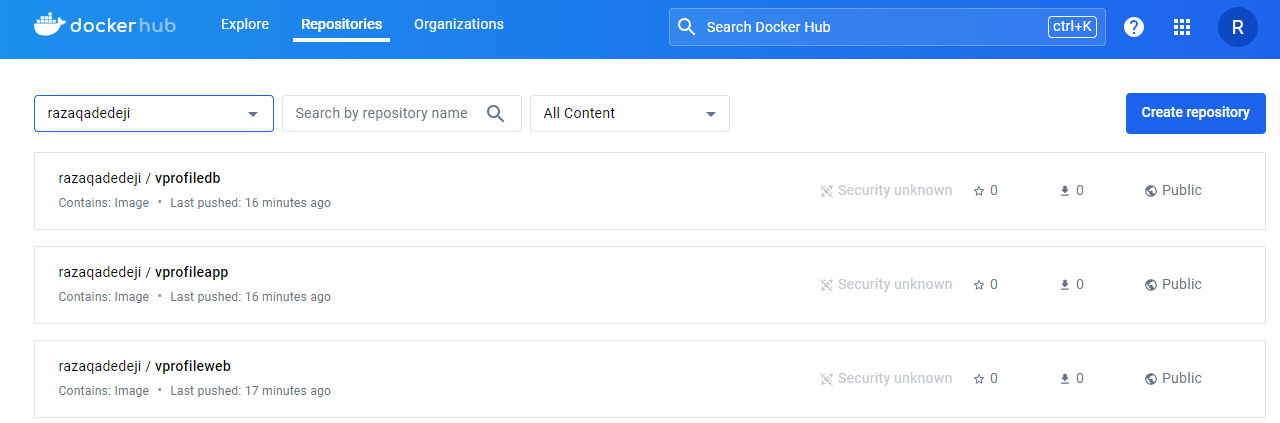 dockerhub Explore Repositories Organizations Search Docker Hub ctrl+K ? R
razaqadedeji Search by repository name All Content Create repository
razaqadedeji / vprofiledb
Contains: Image • Last pushed: 16 minutes ago Security unknown 0 0 Public
razaqadedeji / vprofileapp
Contains: Image • Last pushed: 16 minutes ago Security unknown 0 0 Public
razaqadedeji / vprofileweb
Contains: Image • Last pushed: 17 minutes ago Security unknown 0 0 Public